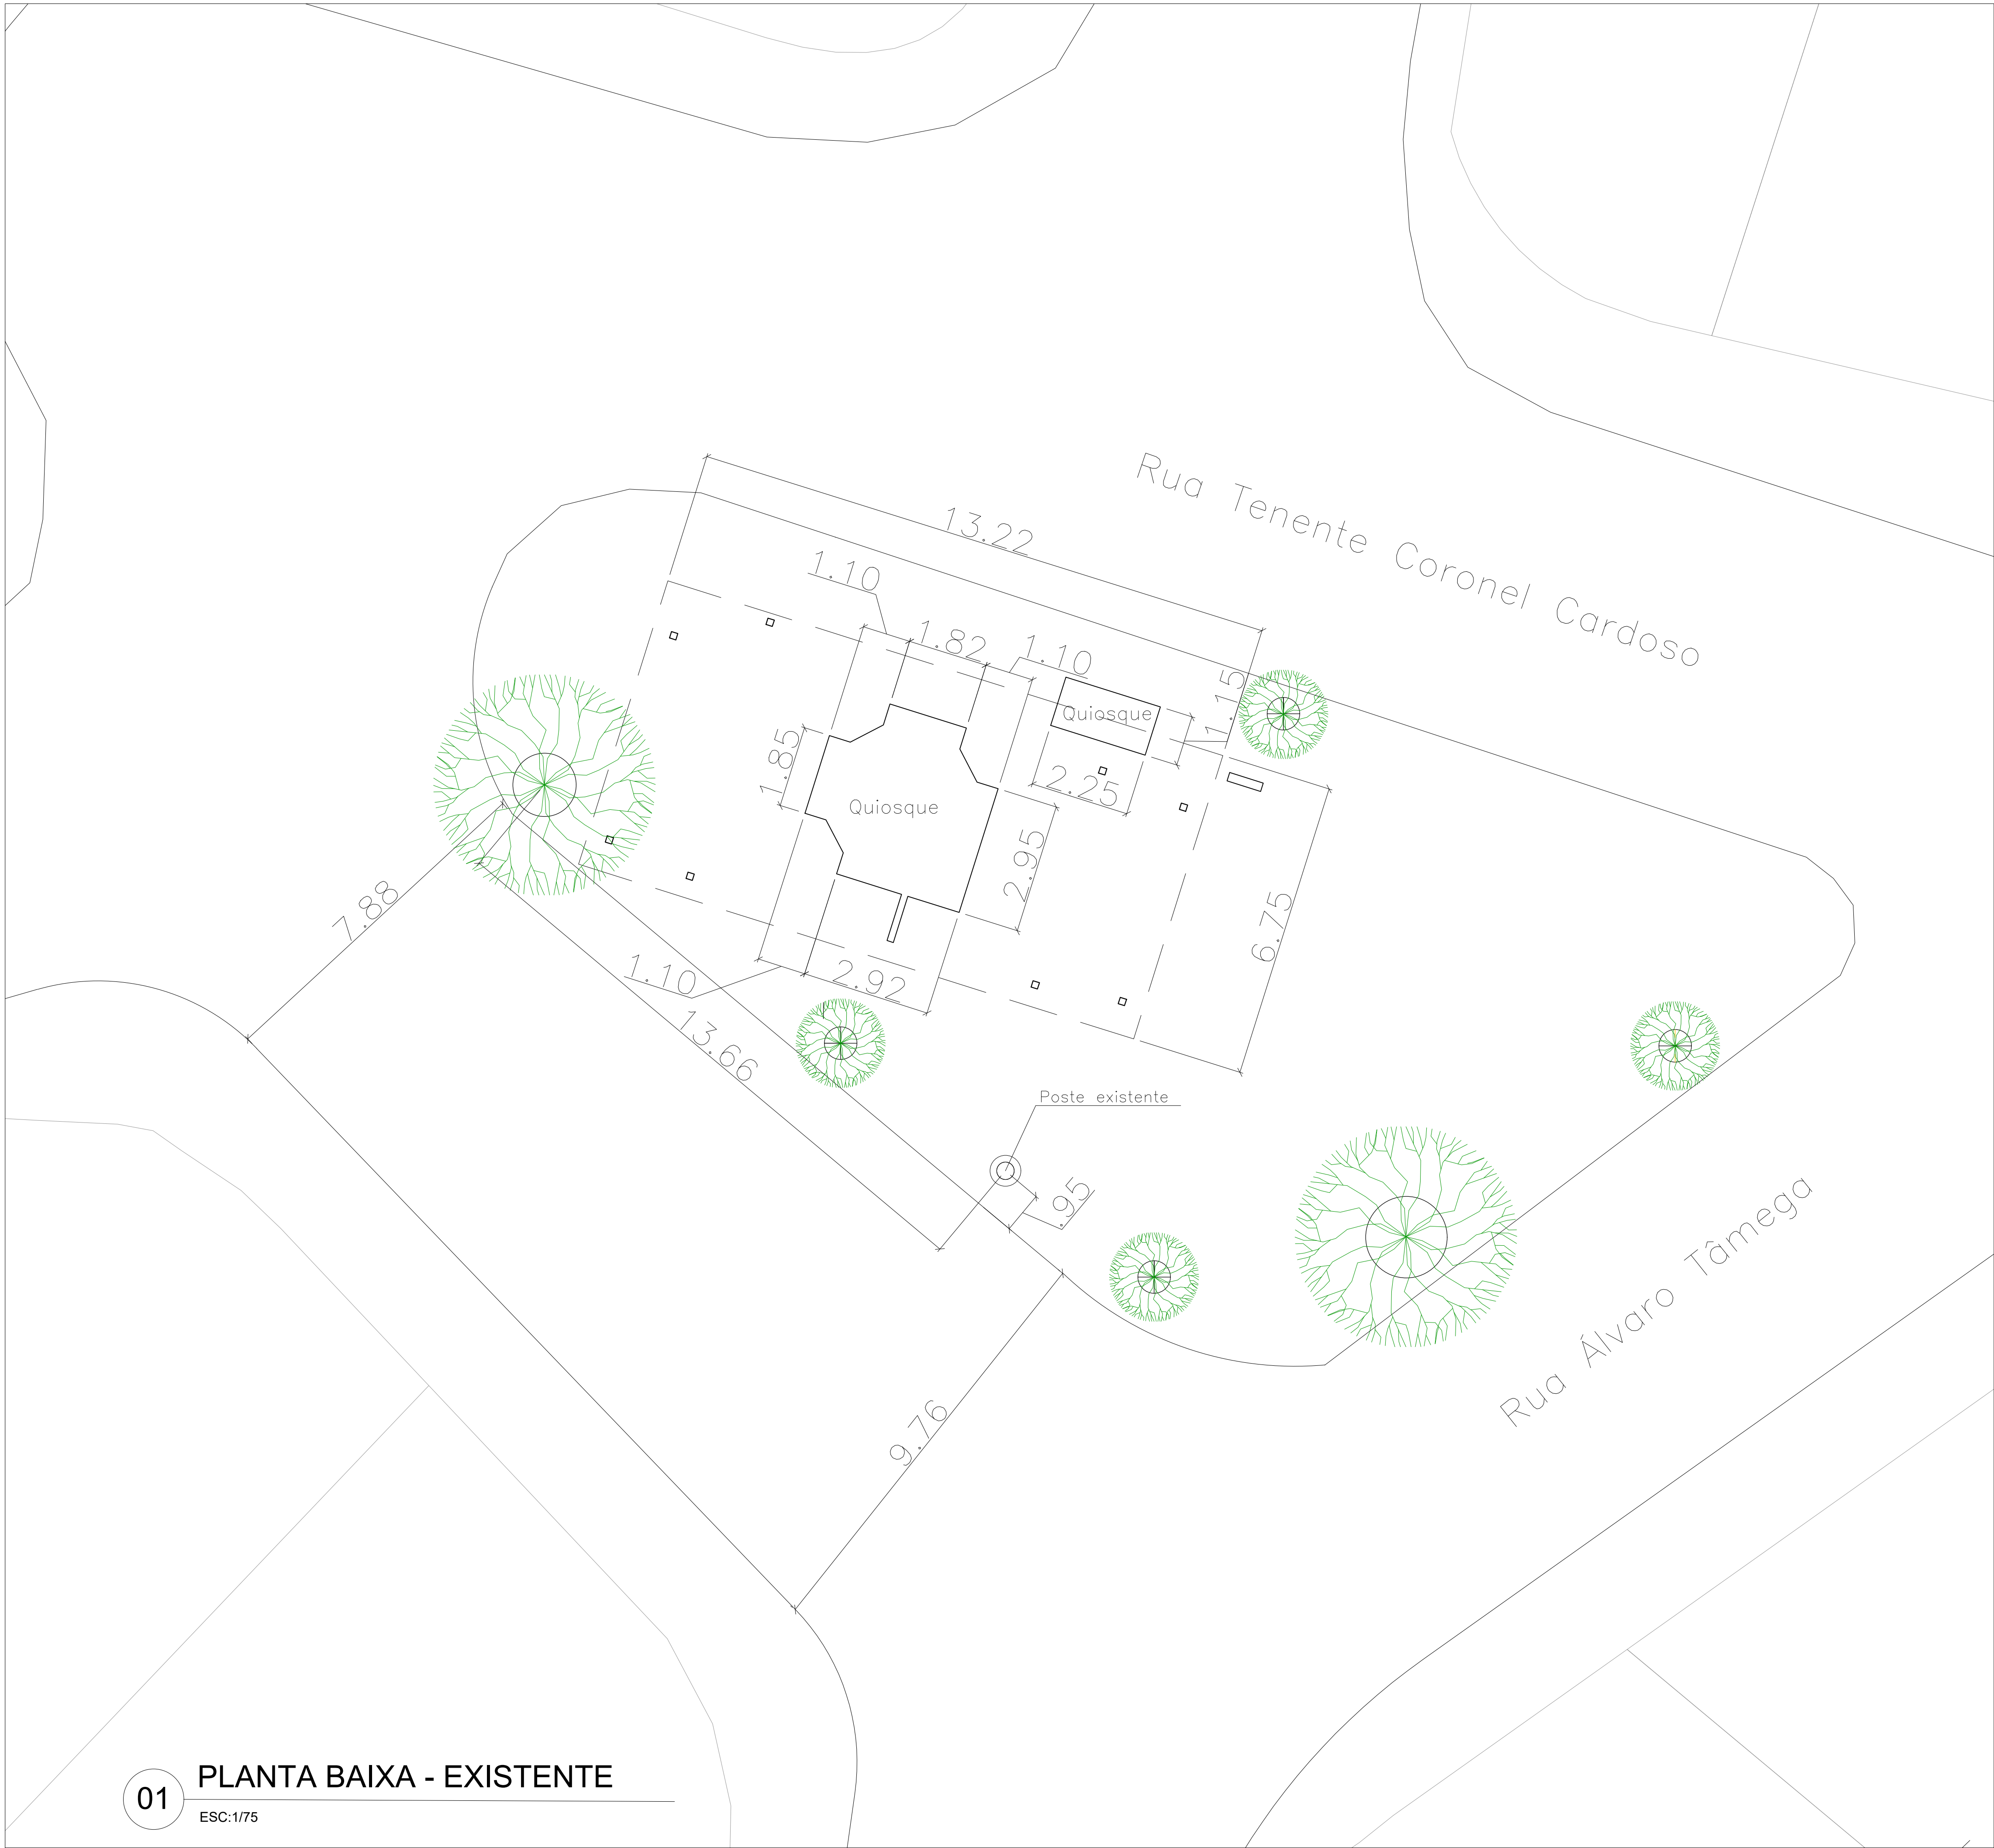 Rua Tenente Coronel Cardoso
13.22
1.10
1.82
1.10
1.15
Quiosque
1.85
2.25
Quiosque
2.95
7.88
6.75
1.10
2.92
13.66
Poste existente
.95
Rua Álvaro Tâmega
9.76
01
PLANTA BAIXA - EXISTENTE
ESC:1/75